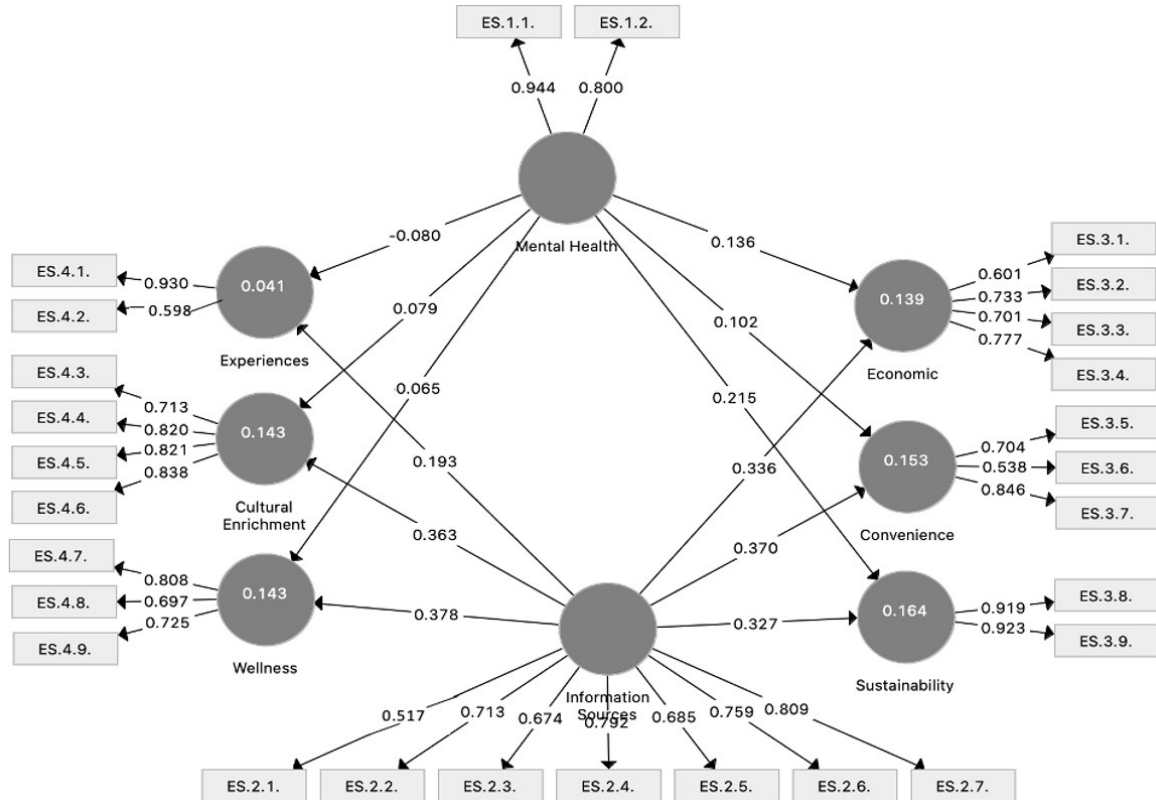 ES.1.1.
ES.1.2.
0.944
0.800
Mental Health
-0.080
0.136
0.079
0.102
-0.065
0.215
ES.4.1.
ES.4.2.
0.930
0.598
0.041
Experiences
ES.4.3.
ES.4.4.
ES.4.5.
ES.4.6.
0.713
0.820
0.821
0.838
0.143
Cultural
Enrichment
ES.4.7.
ES.4.8.
ES.4.9.
0.808
0.697
0.725
0.143
Wellness
0.193
0.363
0.378
0.336
0.370
0.327
0.139
Economic
0.601
0.733
0.701
0.777
ES.3.1.
ES.3.2.
ES.3.3.
ES.3.4.
0.153
Convenience
0.704
0.538
0.846
ES.3.5.
ES.3.6.
ES.3.7.
0.164
Sustainability
0.919
0.923
ES.3.8.
ES.3.9.
Information
Sources
0.517
0.713
0.674
0.792
0.685
0.759
0.809
ES.2.1.
ES.2.2.
ES.2.3.
ES.2.4.
ES.2.5.
ES.2.6.
ES.2.7.